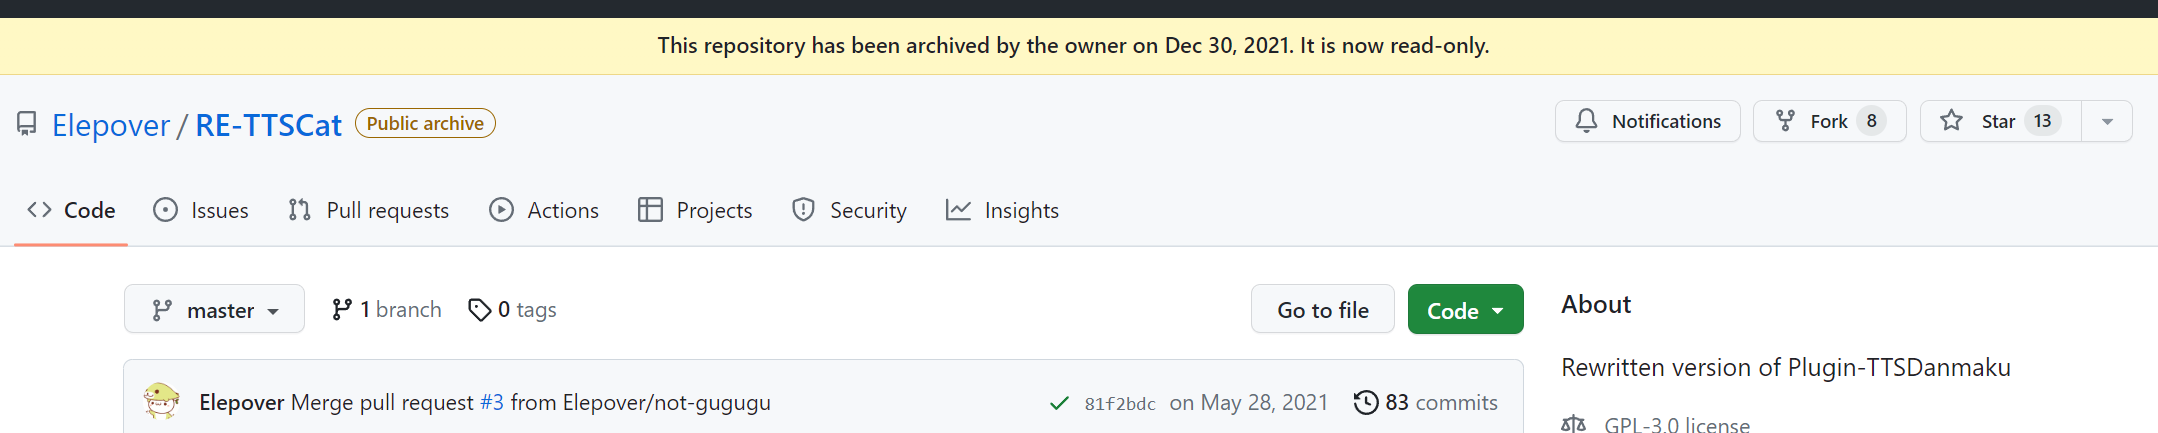 This repository has been archived by the owner on Dec 30, 2021. It is now read-only.
Elepover / RE-TTSCat Public archive Notifications Fork 8 Star 13
Code Issues Pull requests Actions Projects Security Insights
master 1 branch 0 tags Go to file Code About
Rewritten version of Plugin-TTSDanmaku
Elepover Merge pull request #3 from Elepover/not-gugugu 81f2bdc on May 28, 2021 83 commits
GPL-3.0 license